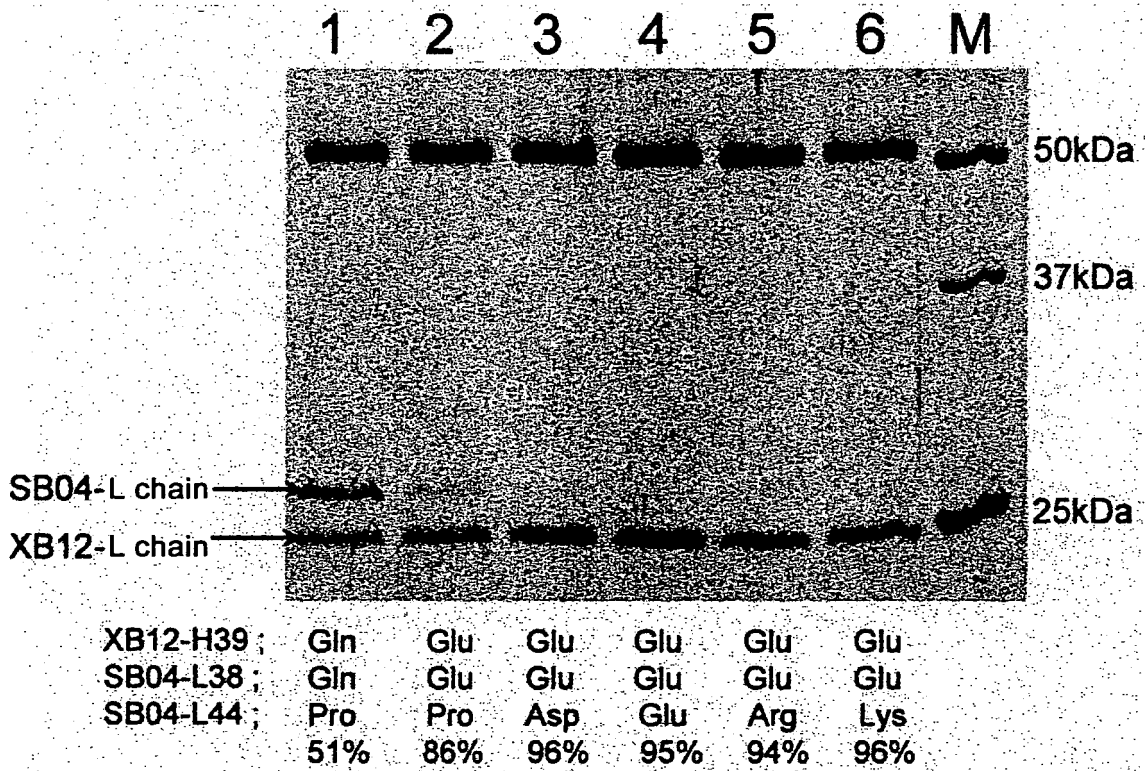 1 2 3 4 5 6 M
50kDa
37kDa
SB04-L chain
25kDa
XB12-L chain
XB12-H39 ; Gln Glu Glu Glu Glu Glu
SB04-L38 ; Gln Glu Glu Glu Glu Glu
SB04-L44 ; Pro Pro Asp Glu Arg Lys
51% 86% 96% 95% 94% 96%